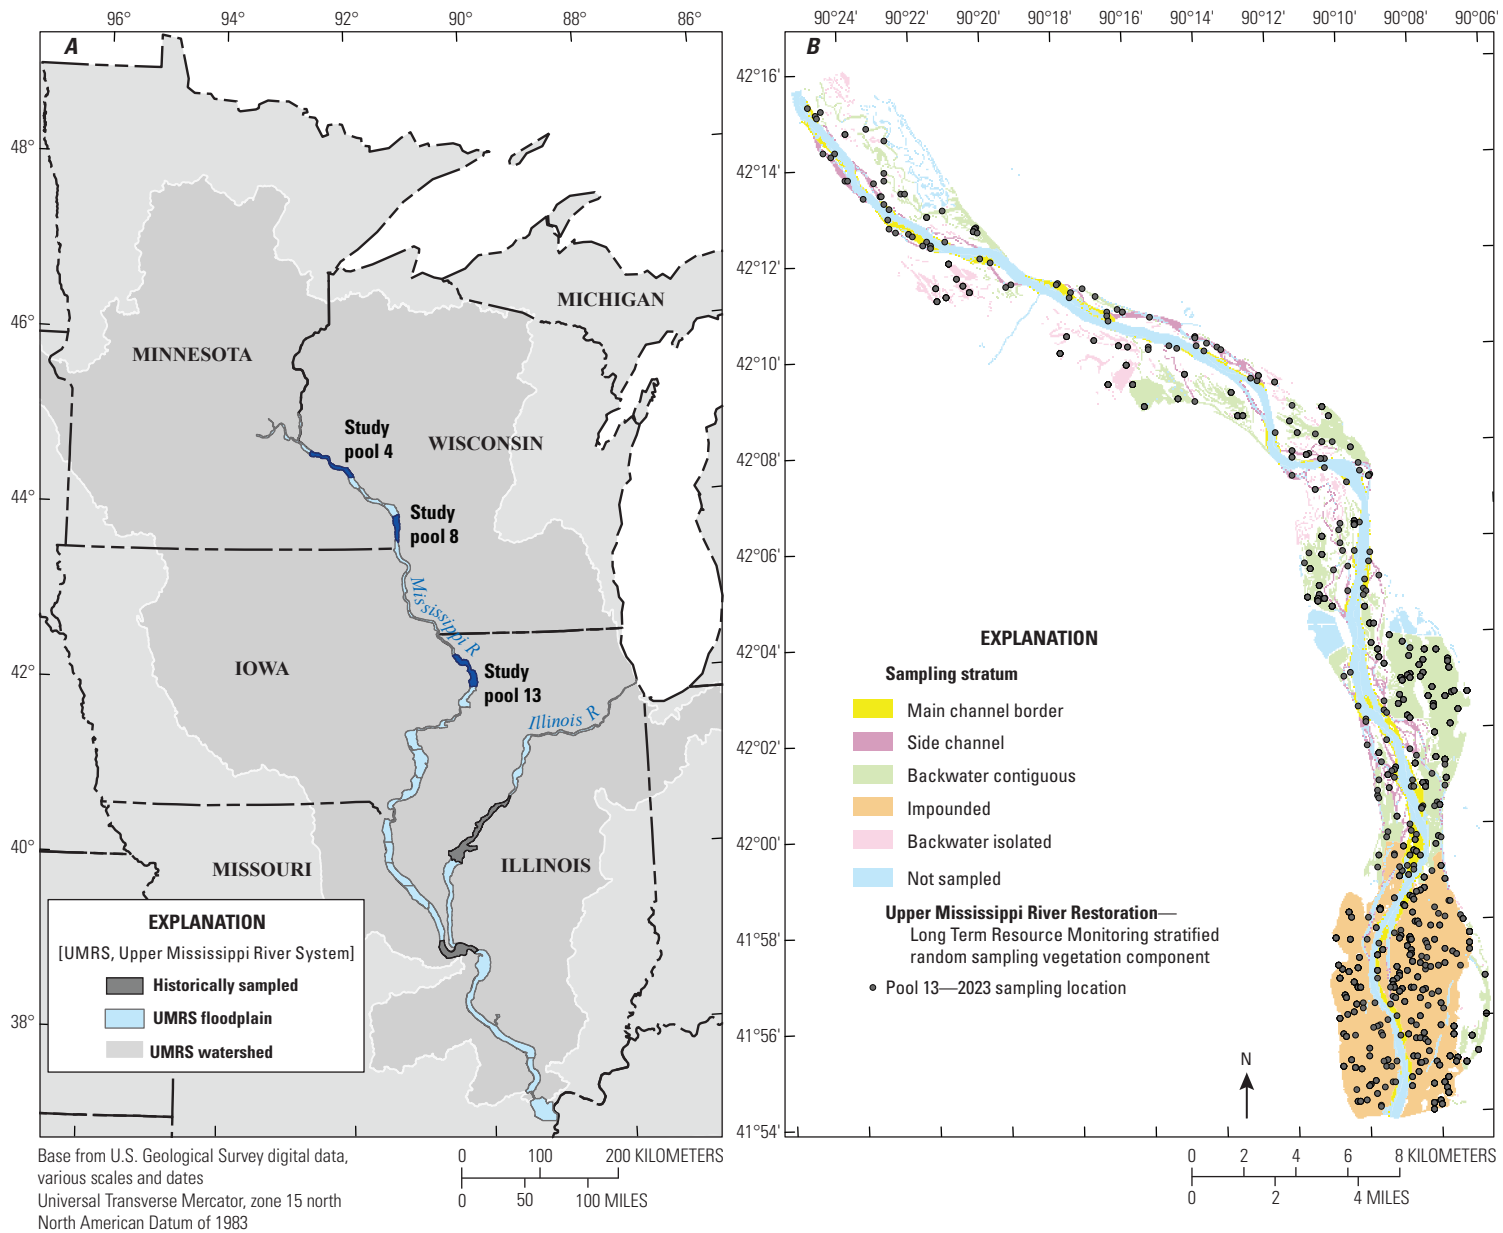 96°
94°
92°
90°
88°
86°
A
48°
46°
44°
42°
40°
38°
MINNESOTA
MICHIGAN
WISCONSIN
Study
pool 4
Study
pool 8
Mississippi R
IOWA
Study
pool 13
Illinois R
MISSOURI
ILLINOIS
EXPLANATION
[UMRS, Upper Mississippi River System]
Historically sampled
UMRS floodplain
UMRS watershed
Base from U.S. Geological Survey digital data,
various scales and dates
Universal Transverse Mercator, zone 15 north
North American Datum of 1983
0 100 200 KILOMETERS
0 50 100 MILES
90°24' 90°22' 90°20' 90°18' 90°16' 90°14' 90°12' 90°10' 90°08' 90°06'
B
42°16'
42°14'
42°12'
42°10'
42°08'
42°06'
42°04'
42°02'
42°00'
41°58'
41°56'
41°54'
EXPLANATION
Sampling stratum
Main channel border
Side channel
Backwater contiguous
Impounded
Backwater isolated
Not sampled
Upper Mississippi River Restoration—
Long Term Resource Monitoring stratified
random sampling vegetation component
Pool 13—2023 sampling location
N
0 2 4 6 8 KILOMETERS
0 2 4 MILES